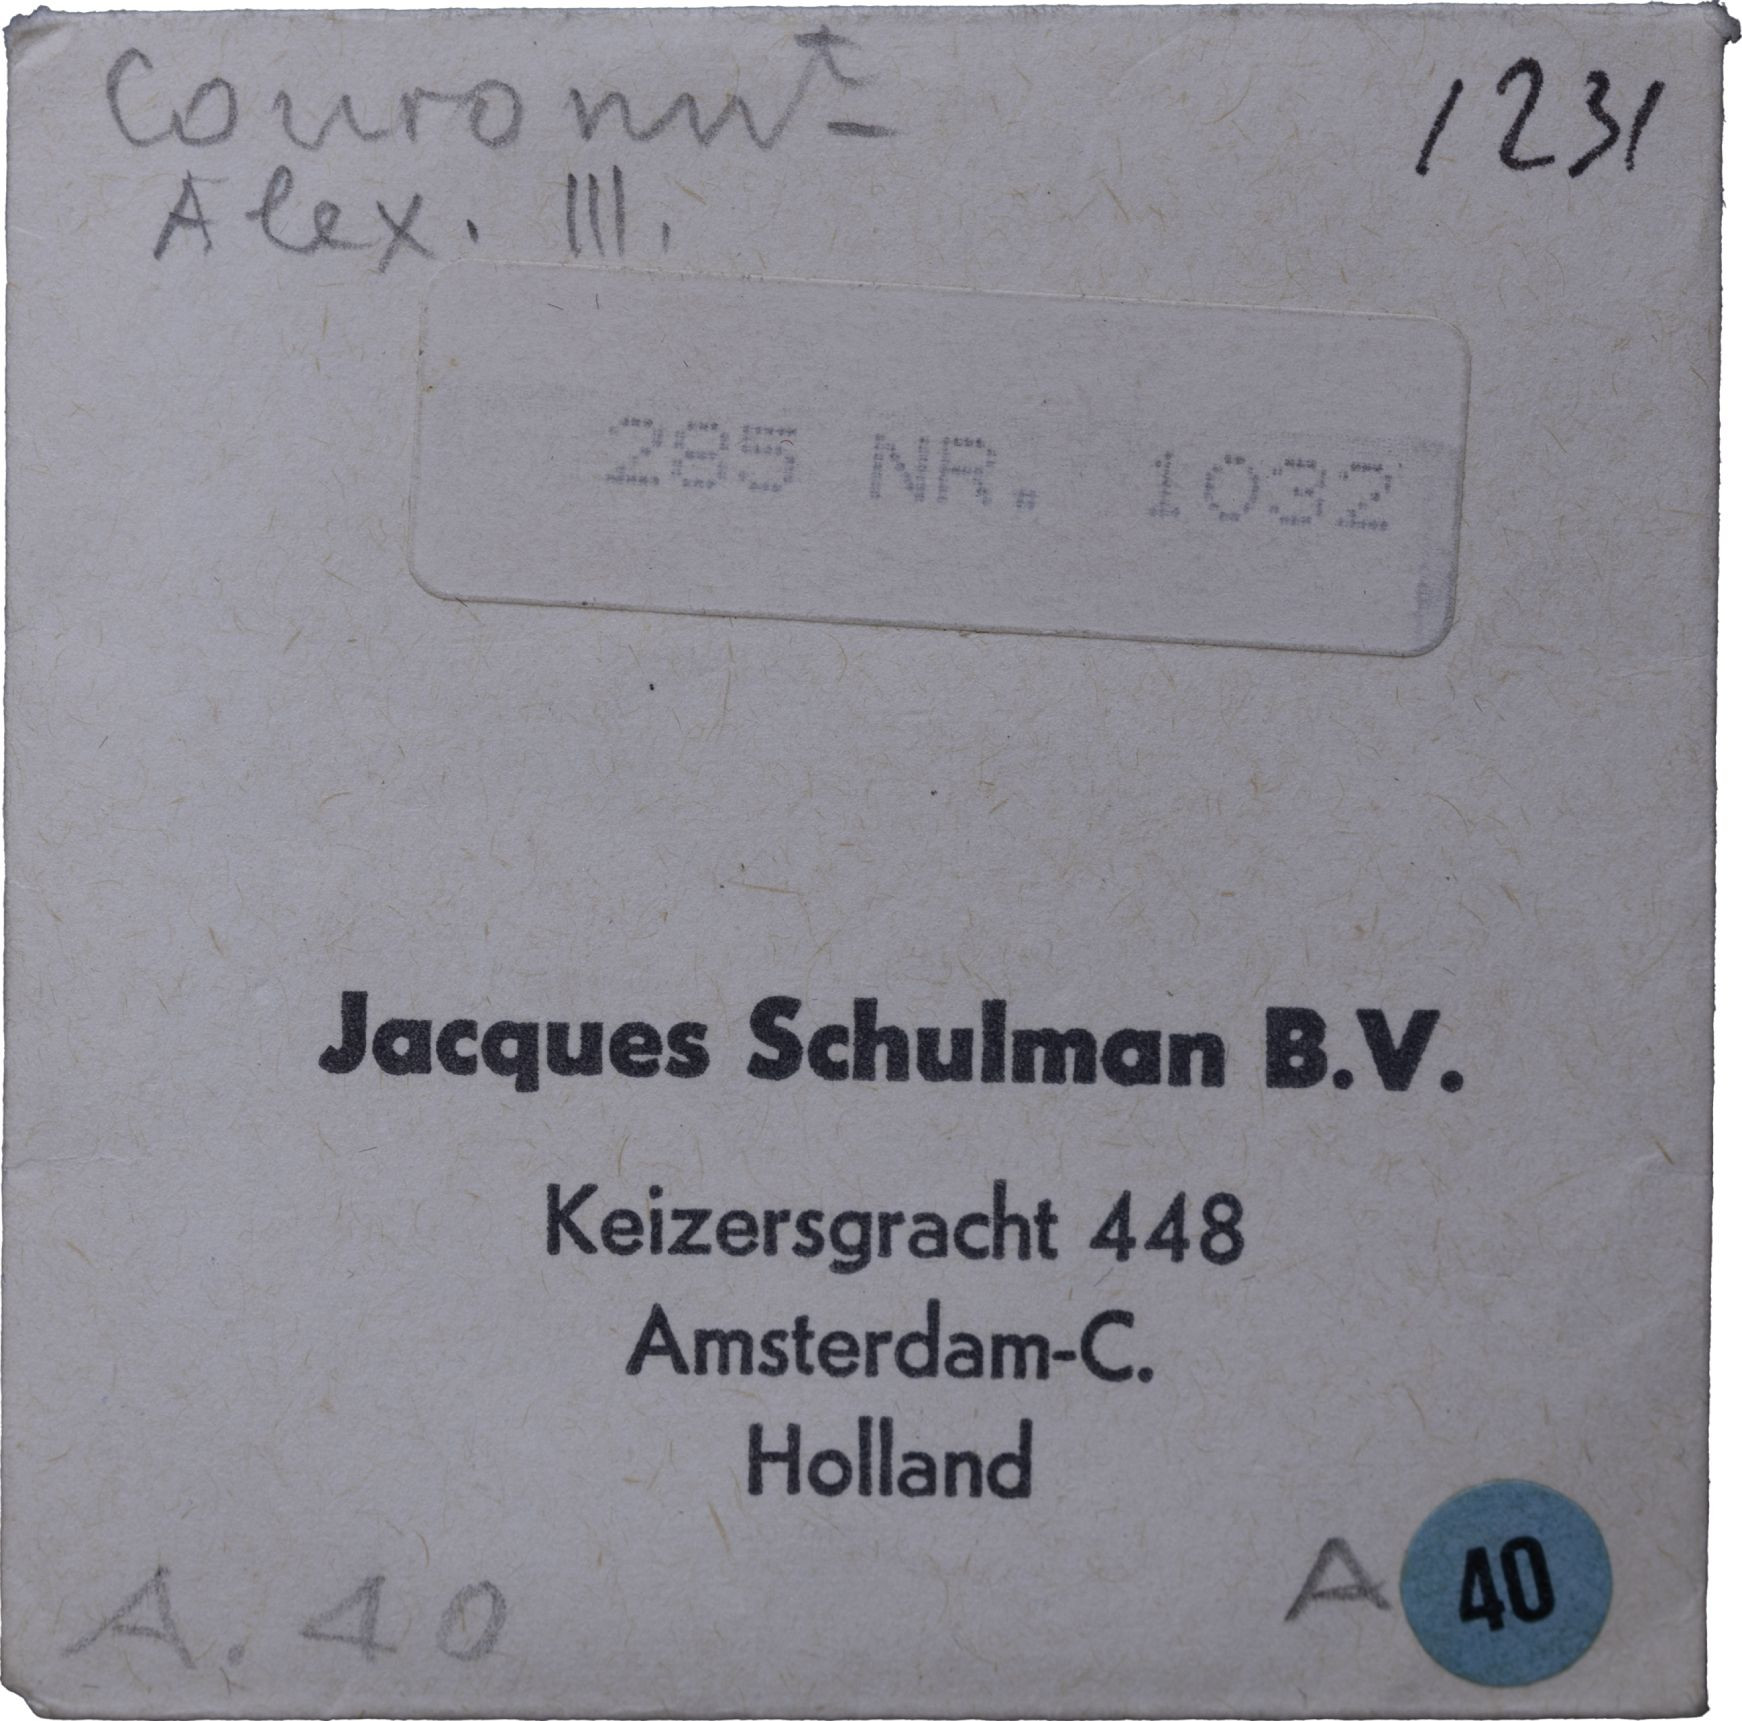 Couronnt
1231
Alex. III.
285 NR. 1032
Jacques Schulman B.V.
Keizersgracht 448
Amsterdam-C.
Holland
A 40
A. 40